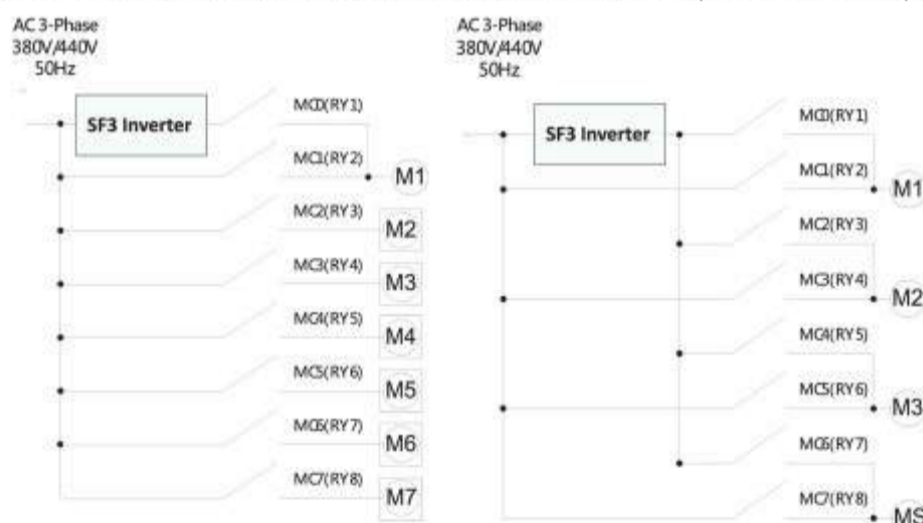 AC 3-Phase
380V/440V
50Hz
SF3 Inverter
MC0(RY1)
MC1(RY2)
M1
MC2(RY3)
M2
MC3(RY4)
M3
MC4(RY5)
M4
MC5(RY6)
M5
MC6(RY7)
M6
MC7(RY8)
M7
AC 3-Phase
380V/440V
50Hz
SF3 Inverter
MC0(RY1)
MC1(RY2)
M1
MC2(RY3)
MC3(RY4)
M2
MC4(RY5)
MC5(RY6)
M3
MC6(RY7)
MC7(RY8)
MS